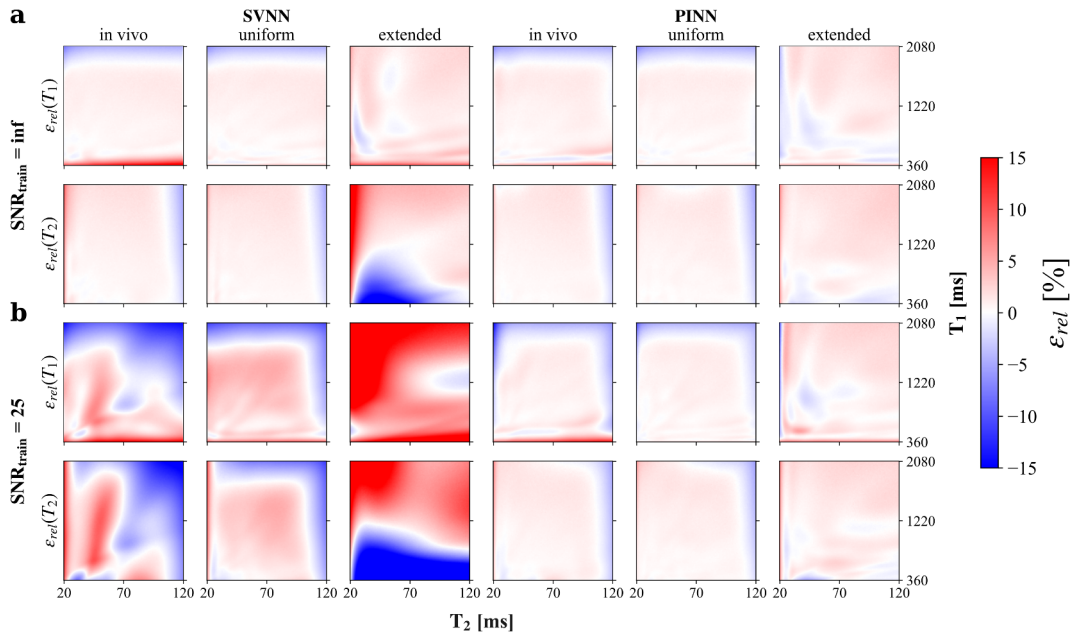 a
SVNN
PINN
in vivo
uniform
extended
in vivo
uniform
extended
SNRtrain = inf
εrel(T1)
2080
1220
360
εrel(T2)
2080
1220
360
b
SNRtrain = 25
εrel(T1)
2080
1220
360
εrel(T2)
2080
1220
360
20 70 120 20 70 120 20 70 120 20 70 120 20 70 120 20 70 120
T2 [ms]
T1 [ms]
15
10
5
0
−5
−10
−15
εrel [%]